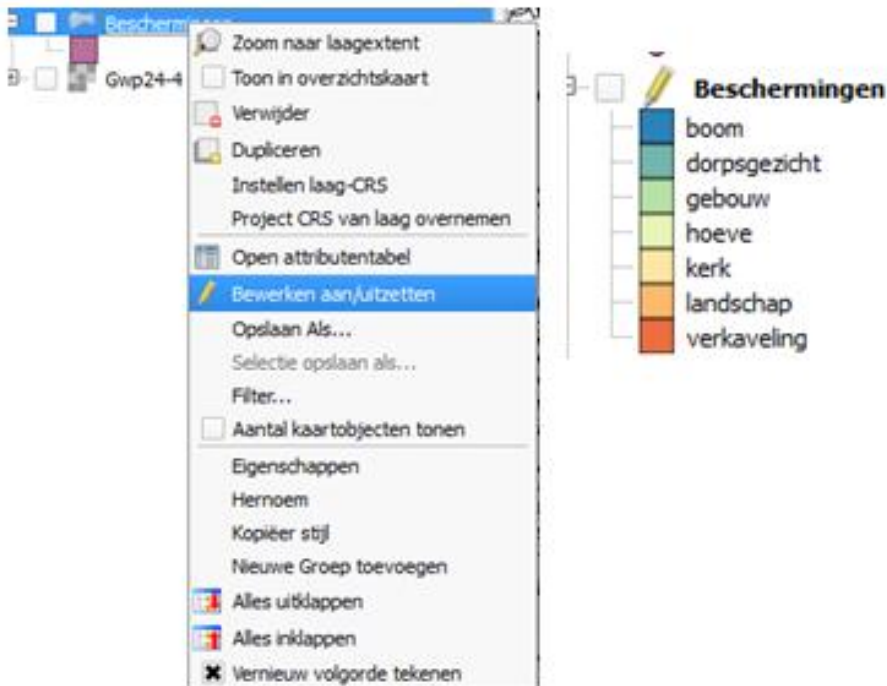 Beschermingen
Gwp24-4
Zoom naar laagextent
Toon in overzichtskaart
Verwijder
Dupliceren
Instellen laag-CRS
Project CRS van laag overnemen
Open attributentabel
Bewerken aan/uitzetten
Opslaan Als...
Selectie opslaan als...
Filter...
Aantal kaartobjecten tonen
Eigenschappen
Hernoem
Kopiëer stijl
Nieuwe Groep toevoegen
Alles uitklappen
Alles inklappen
Vernieuw volgorde tekenen
Beschermingen
boom
dorpsgezicht
gebouw
hoeve
kerk
landschap
verkaveling